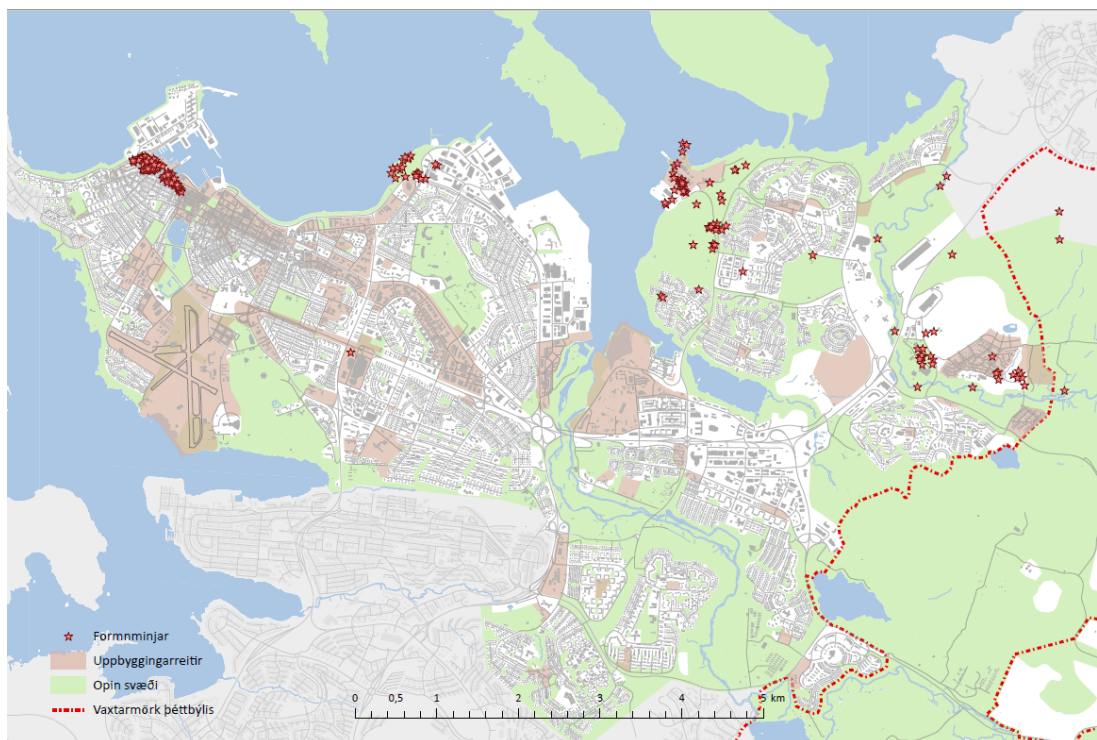 Formnminjar
Uppbyggingarreitir
Opin svæði
Vaxtarmörk þéttbýlis
0 0,5 1 2 3 4 5 km